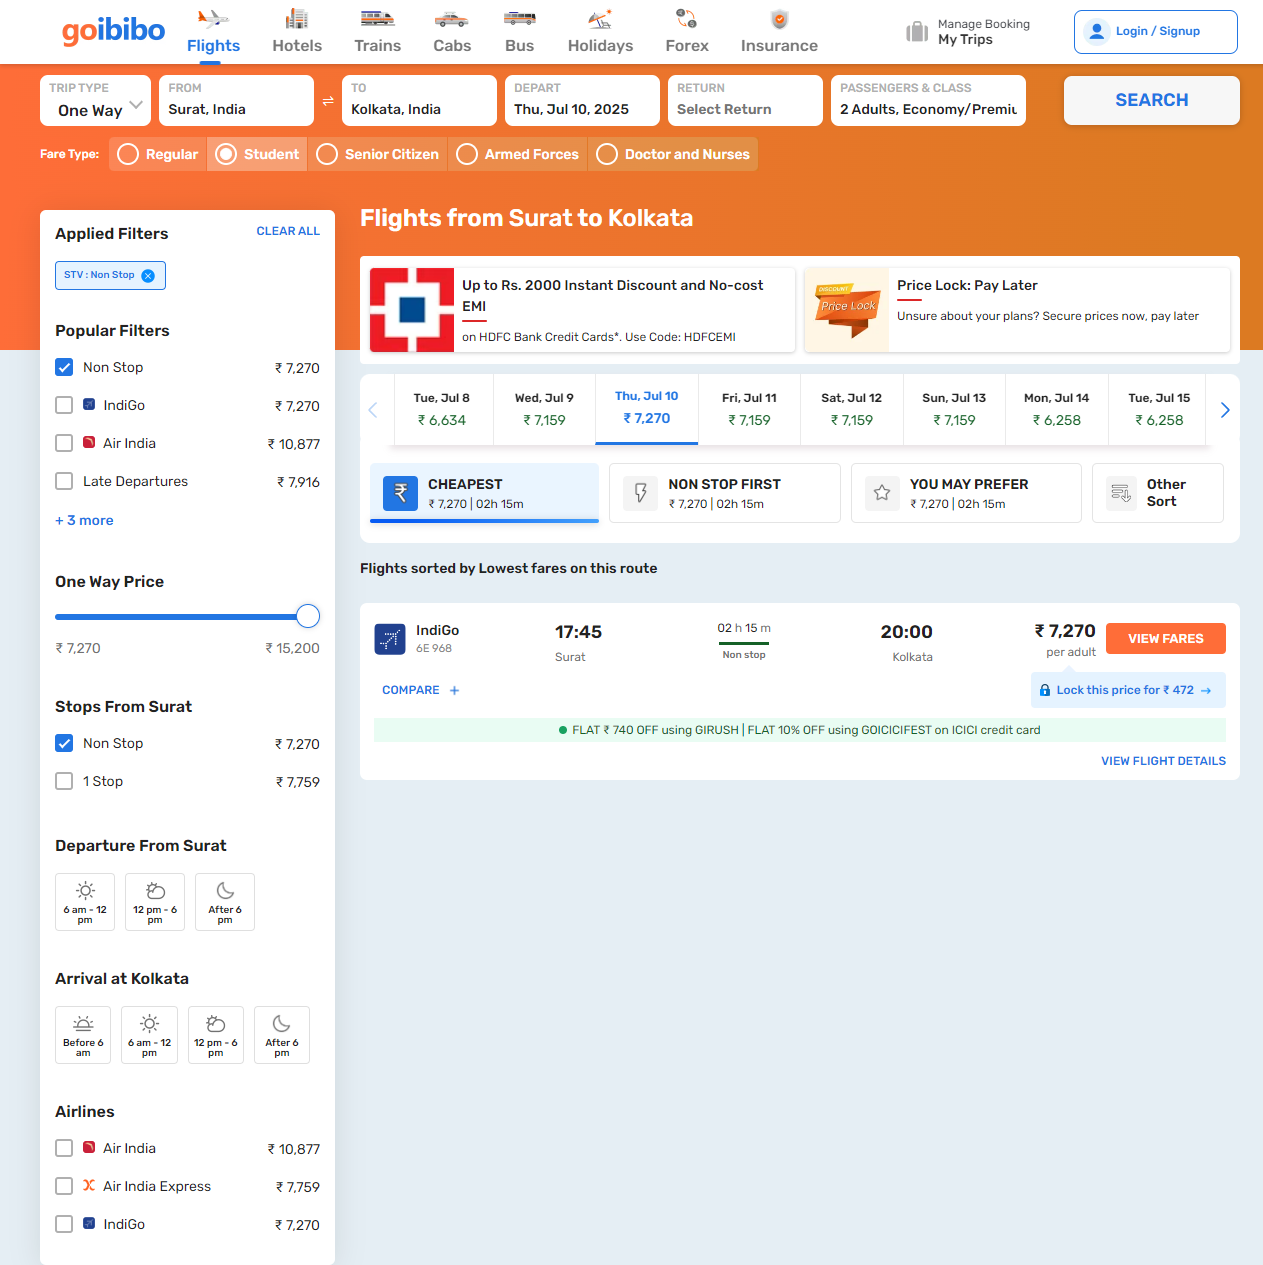 goibibo
Flights
Hotels
Trains
Cabs
Bus
Holidays
Forex
Insurance
Manage Booking
My Trips
Login / Signup
TRIP TYPE
One Way
FROM
Surat, India
TO
Kolkata, India
DEPART
Thu, Jul 10, 2025
RETURN
Select Return
PASSENGERS & CLASS
2 Adults, Economy/Premiu
SEARCH
Fare Type:
Regular
Student
Senior Citizen
Armed Forces
Doctor and Nurses
Applied Filters
CLEAR ALL
STV : Non Stop
Popular Filters
Non Stop ₹ 7,270
IndiGo ₹ 7,270
Air India ₹ 10,877
Late Departures ₹ 7,916
+ 3 more
One Way Price
₹ 7,270 ₹ 15,200
Stops From Surat
Non Stop ₹ 7,270
1 Stop ₹ 7,759
Departure From Surat
6 am - 12
pm
12 pm - 6
pm
After 6
pm
Arrival at Kolkata
Before 6
am
6 am - 12
pm
12 pm - 6
pm
After 6
pm
Airlines
Air India ₹ 10,877
Air India Express ₹ 7,759
IndiGo ₹ 7,270
Flights from Surat to Kolkata
Up to Rs. 2000 Instant Discount and No-cost
EMI
on HDFC Bank Credit Cards*. Use Code: HDFCEMI
DISCOUNT
Price Lock
Price Lock: Pay Later
Unsure about your plans? Secure prices now, pay later
Tue, Jul 8
₹ 6,634
Wed, Jul 9
₹ 7,159
Thu, Jul 10
₹ 7,270
Fri, Jul 11
₹ 7,159
Sat, Jul 12
₹ 7,159
Sun, Jul 13
₹ 7,159
Mon, Jul 14
₹ 6,258
Tue, Jul 15
₹ 6,258
CHEAPEST
₹ 7,270 | 02h 15m
NON STOP FIRST
₹ 7,270 | 02h 15m
YOU MAY PREFER
₹ 7,270 | 02h 15m
Other
Sort
Flights sorted by Lowest fares on this route
IndiGo
6E 968
17:45
Surat
02 h 15 m
Non stop
20:00
Kolkata
₹ 7,270
per adult
VIEW FARES
COMPARE +
Lock this price for ₹ 472 →
FLAT ₹ 740 OFF using GIRUSH | FLAT 10% OFF using GOICICIFEST on ICICI credit card
VIEW FLIGHT DETAILS